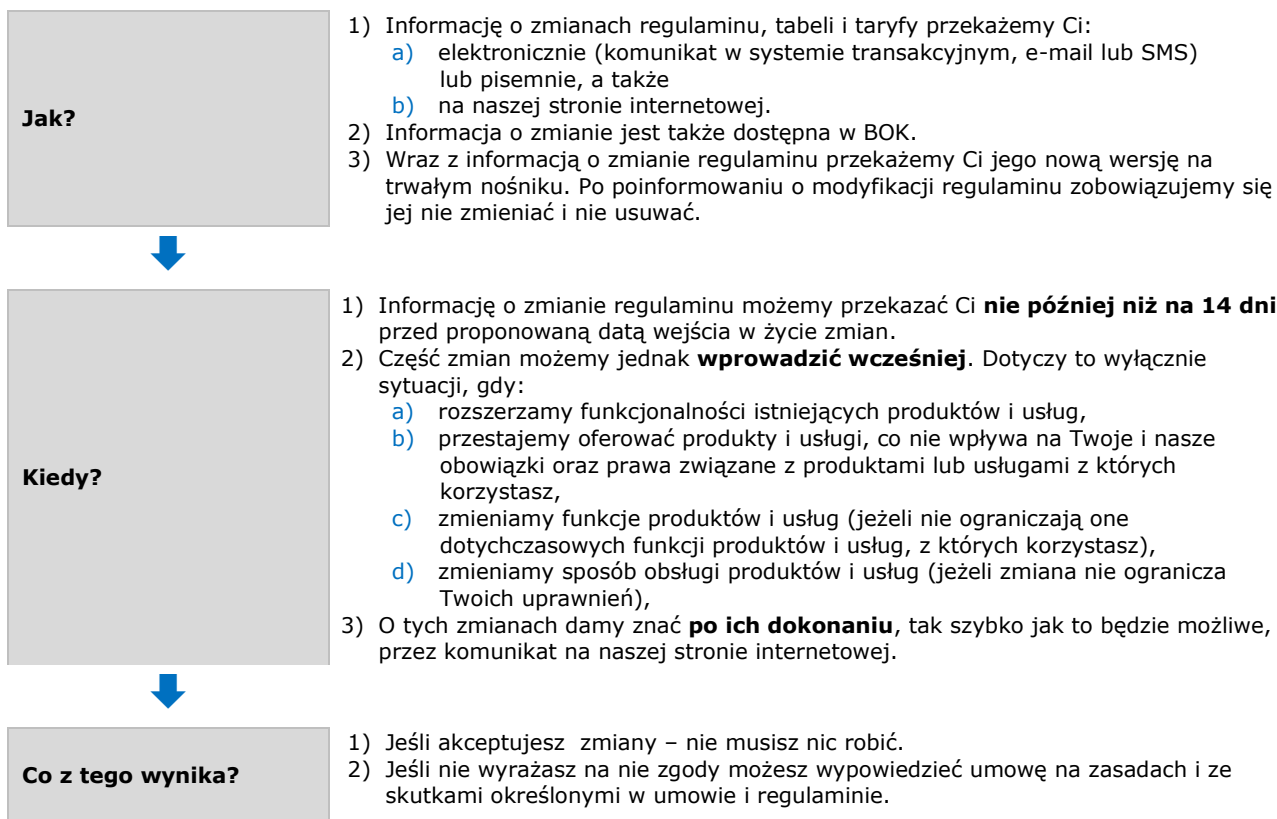 Jak?
1) Informację o zmianach regulaminu, tabeli i taryfy przekażemy Ci:
a) elektronicznie (komunikat w systemie transakcyjnym, e-mail lub SMS)
lub pisemnie, a także
b) na naszej stronie internetowej.
2) Informacja o zmianie jest także dostępna w BOK.
3) Wraz z informacją o zmianie regulaminu przekażemy Ci jego nową wersję na
trwałym nośniku. Po poinformowaniu o modyfikacji regulaminu zobowiązujemy się
jej nie zmieniać i nie usuwać.
Kiedy?
1) Informację o zmianie regulaminu możemy przekazać Ci nie później niż na 14 dni
przed proponowaną datą wejścia w życie zmian.
2) Część zmian możemy jednak wprowadzić wcześniej. Dotyczy to wyłącznie
sytuacji, gdy:
a) rozszerzamy funkcjonalności istniejących produktów i usług,
b) przestajemy oferować produkty i usługi, co nie wpływa na Twoje i nasze
obowiązki oraz prawa związane z produktami lub usługami z których
korzystasz,
c) zmieniamy funkcje produktów i usług (jeżeli nie ograniczają one
dotychczasowych funkcji produktów i usług, z których korzystasz),
d) zmieniamy sposób obsługi produktów i usług (jeżeli zmiana nie ogranicza
Twoich uprawnień),
3) O tych zmianach damy znać po ich dokonaniu, tak szybko jak to będzie możliwe,
przez komunikat na naszej stronie internetowej.
Co z tego wynika?
1) Jeśli akceptujesz zmiany – nie musisz nic robić.
2) Jeśli nie wyrażasz na nie zgody możesz wypowiedzieć umowę na zasadach i ze
skutkami określonymi w umowie i regulaminie.